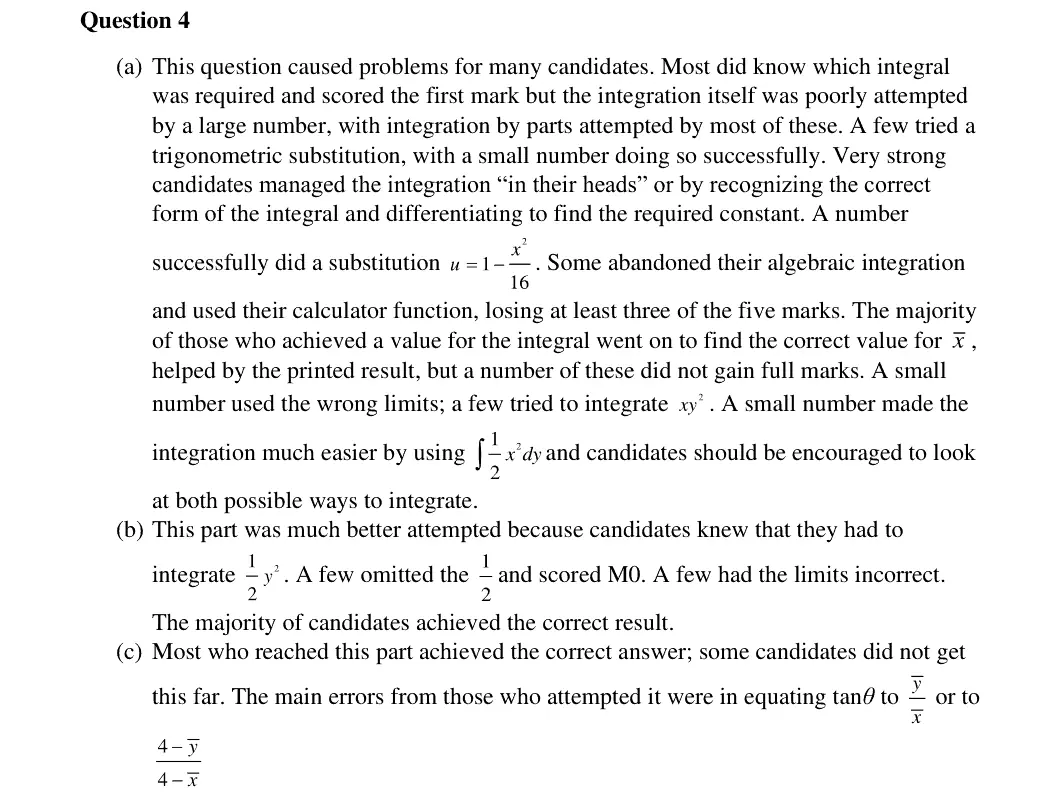 Question 4
(a) This question caused problems for many candidates. Most did know which integral
was required and scored the first mark but the integration itself was poorly attempted
by a large number, with integration by parts attempted by most of these. A few tried a
trigonometric substitution, with a small number doing so successfully. Very strong
candidates managed the integration “in their heads” or by recognizing the correct
form of the integral and differentiating to find the required constant. A number
successfully did a substitution u = 1 − x²/16 . Some abandoned their algebraic integration
and used their calculator function, losing at least three of the five marks. The majority
of those who achieved a value for the integral went on to find the correct value for x̅ ,
helped by the printed result, but a number of these did not gain full marks. A small
number used the wrong limits; a few tried to integrate xy² . A small number made the
integration much easier by using ∫ 1/2 x²dy and candidates should be encouraged to look
at both possible ways to integrate.
(b) This part was much better attempted because candidates knew that they had to
integrate 1/2 y² . A few omitted the 1/2 and scored M0. A few had the limits incorrect.
The majority of candidates achieved the correct result.
(c) Most who reached this part achieved the correct answer; some candidates did not get
this far. The main errors from those who attempted it were in equating tanθ to y̅/x̅ or to
(4 − y̅)/(4 − x̅)